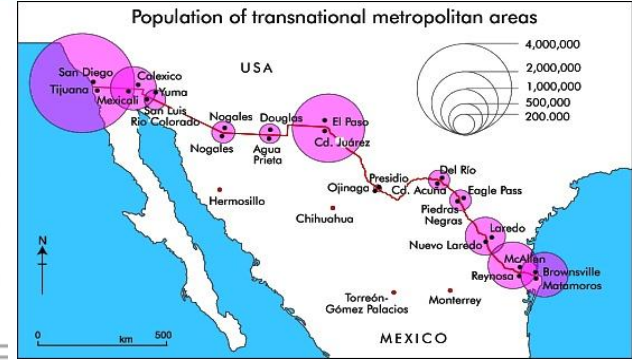 Population of transnational metropolitan areas
4,000,000
2,000,000
1,000,000
500,000
200.000
USA
San Diego
Tijuana
Calexico
Mexicali
Yuma
San Luis
Rio Colorado
Nogales
Nogales
Douglas
Agua
Prieta
El Paso
Cd. Juárez
Presidio
Ojinaga
Del Río
Cd. Acuña
Eagle Pass
Piedras
Negras
Laredo
Nuevo Laredo
McAllen
Reynosa
Brownsville
Matamoros
Hermosillo
Chihuahua
Torreón-
Gómez Palacios
Monterrey
MEXICO
N
0
km
500